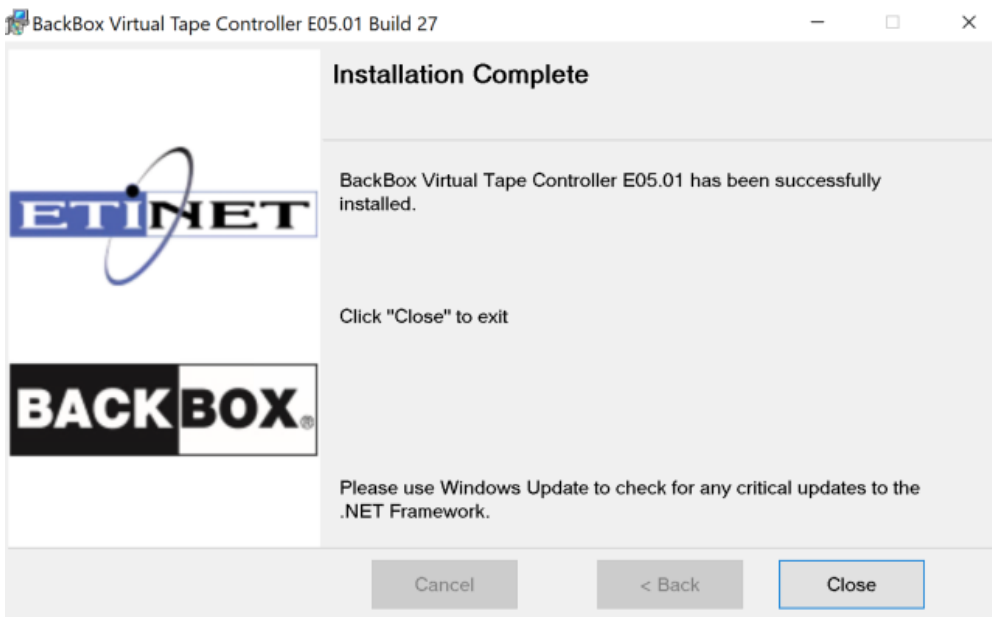 BackBox Virtual Tape Controller E05.01 Build 27
Installation Complete
ETINET
BACKBOX®
BackBox Virtual Tape Controller E05.01 has been successfully
installed.
Click "Close" to exit
Please use Windows Update to check for any critical updates to the
.NET Framework.
Cancel
< Back
Close